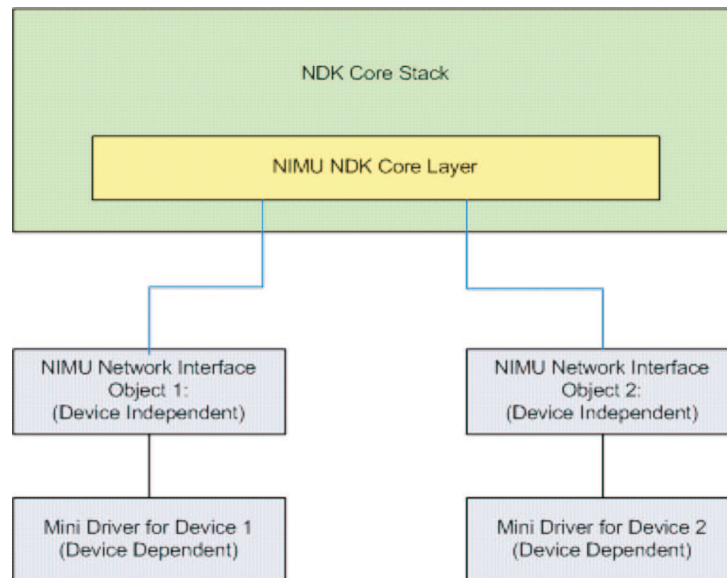 NDK Core Stack
NIMU NDK Core Layer
NIMU Network Interface
Object 1:
(Device Independent)
NIMU Network Interface
Object 2:
(Device Independent)
Mini Driver for Device 1
(Device Dependent)
Mini Driver for Device 2
(Device Dependent)